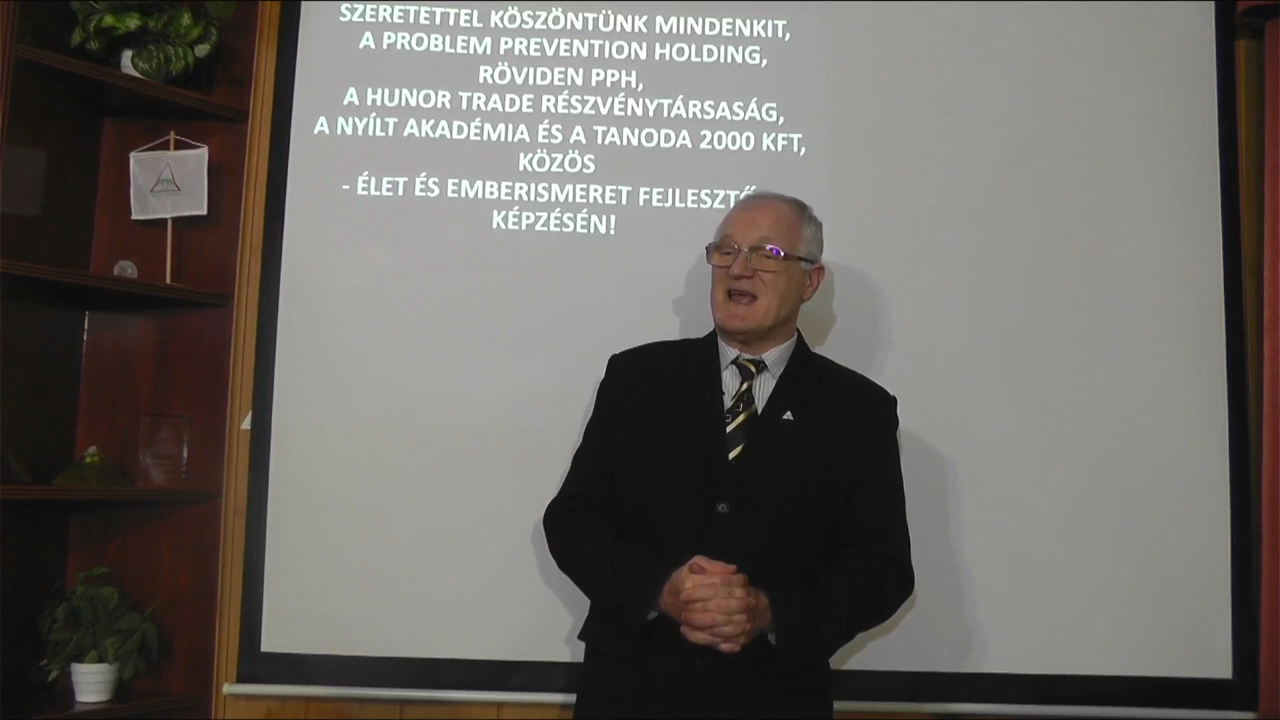 SZERETETTEL KÖSZÖNTÜNK MINDENKIT,
A PROBLEM PREVENTION HOLDING,
RÖVIDEN PPH,
A HUNOR TRADE RÉSZVÉNYTÁRSASÁG,
A NYÍLT AKADÉMIA ÉS A TANODA 2000 KFT,
KÖZÖS
- ÉLET ÉS EMBERISMERET FEJLESZTŐ
KÉPZÉSÉN!